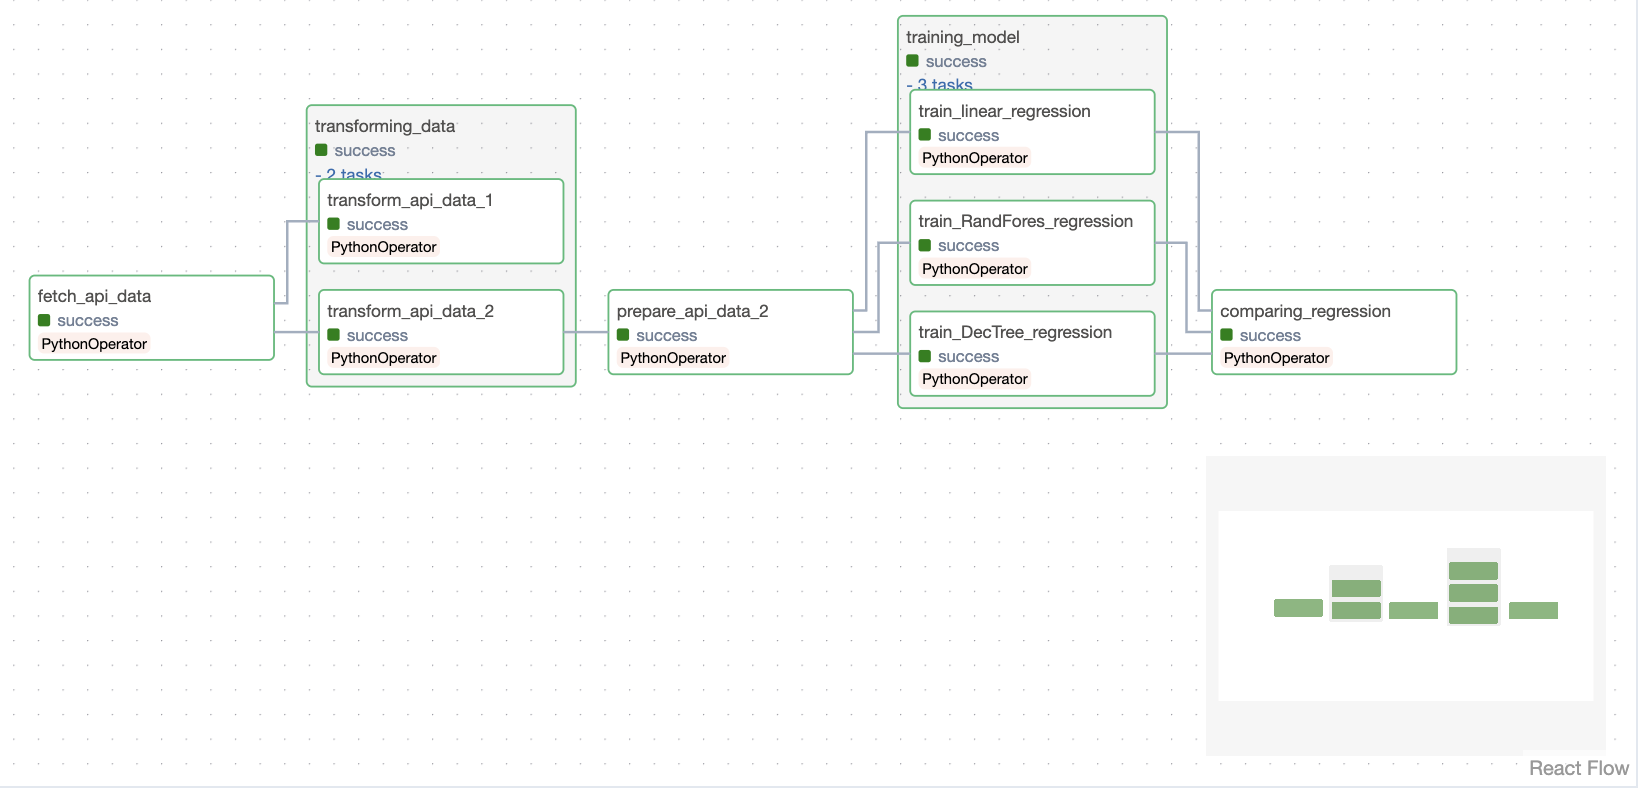 fetch_api_data
success
PythonOperator
transforming_data
success
- 2 tasks
transform_api_data_1
success
PythonOperator
transform_api_data_2
success
PythonOperator
prepare_api_data_2
success
PythonOperator
training_model
success
- 3 tasks
train_linear_regression
success
PythonOperator
train_RandFores_regression
success
PythonOperator
train_DecTree_regression
success
PythonOperator
comparing_regression
success
PythonOperator
React Flow